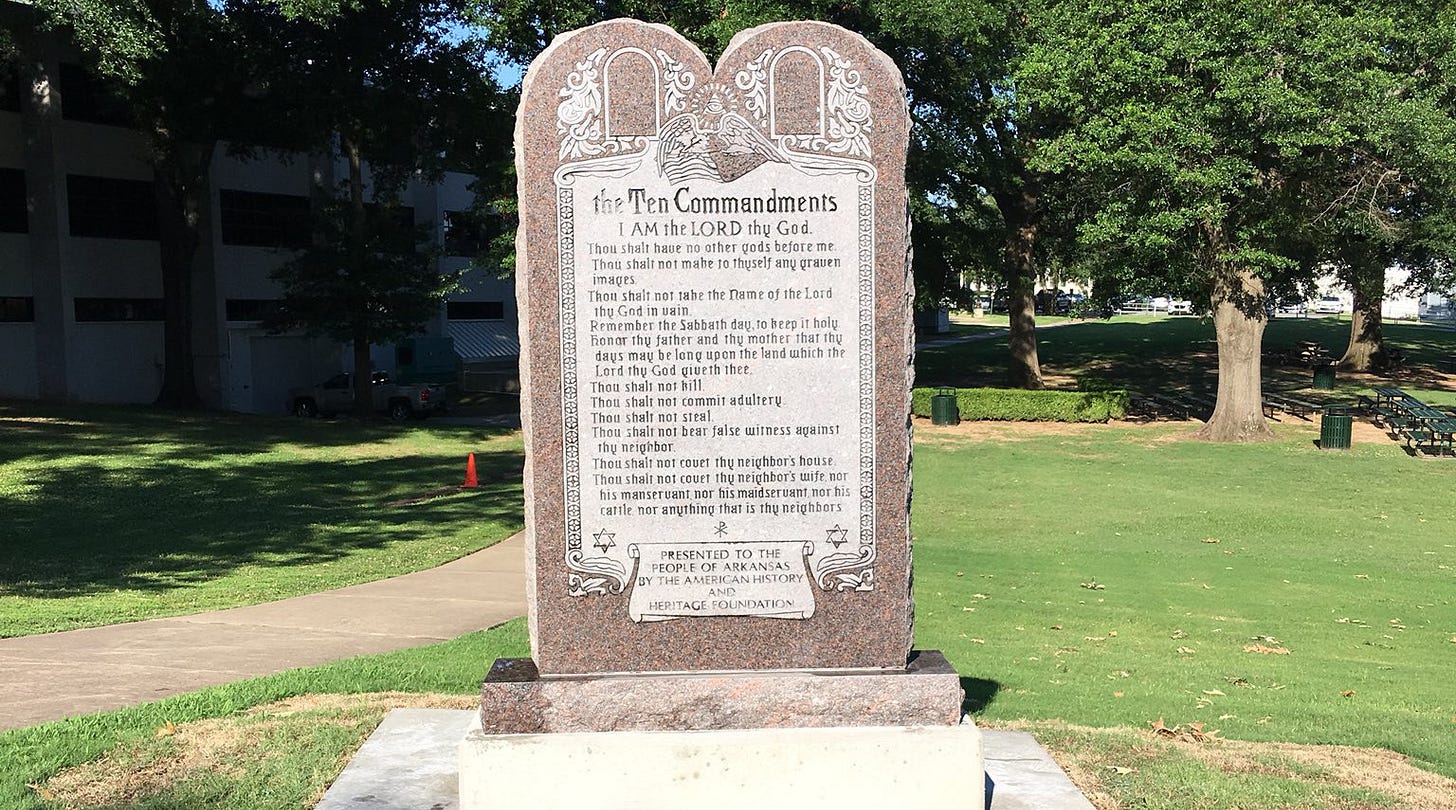 the Ten Commandments
I AM the LORD thy God.
Thou shalt have no other gods before me.
Thou shalt not make to thyself any graven
images.
Thou shalt not take the Name of the Lord
thy God in vain.
Remember the Sabbath day, to keep it holy.
Honor thy father and thy mother that thy
days may be long upon the land which the
Lord thy God giveth thee.
Thou shalt not kill.
Thou shalt not commit adultery.
Thou shalt not steal.
Thou shalt not bear false witness against
thy neighbor.
Thou shalt not covet thy neighbor's house.
Thou shalt not covet thy neighbor's wife, nor
his manservant, nor his maidservant, nor his
cattle, nor anything that is thy neighbors
PRESENTED TO THE
PEOPLE OF ARKANSAS
BY THE AMERICAN HISTORY
AND
HERITAGE FOUNDATION